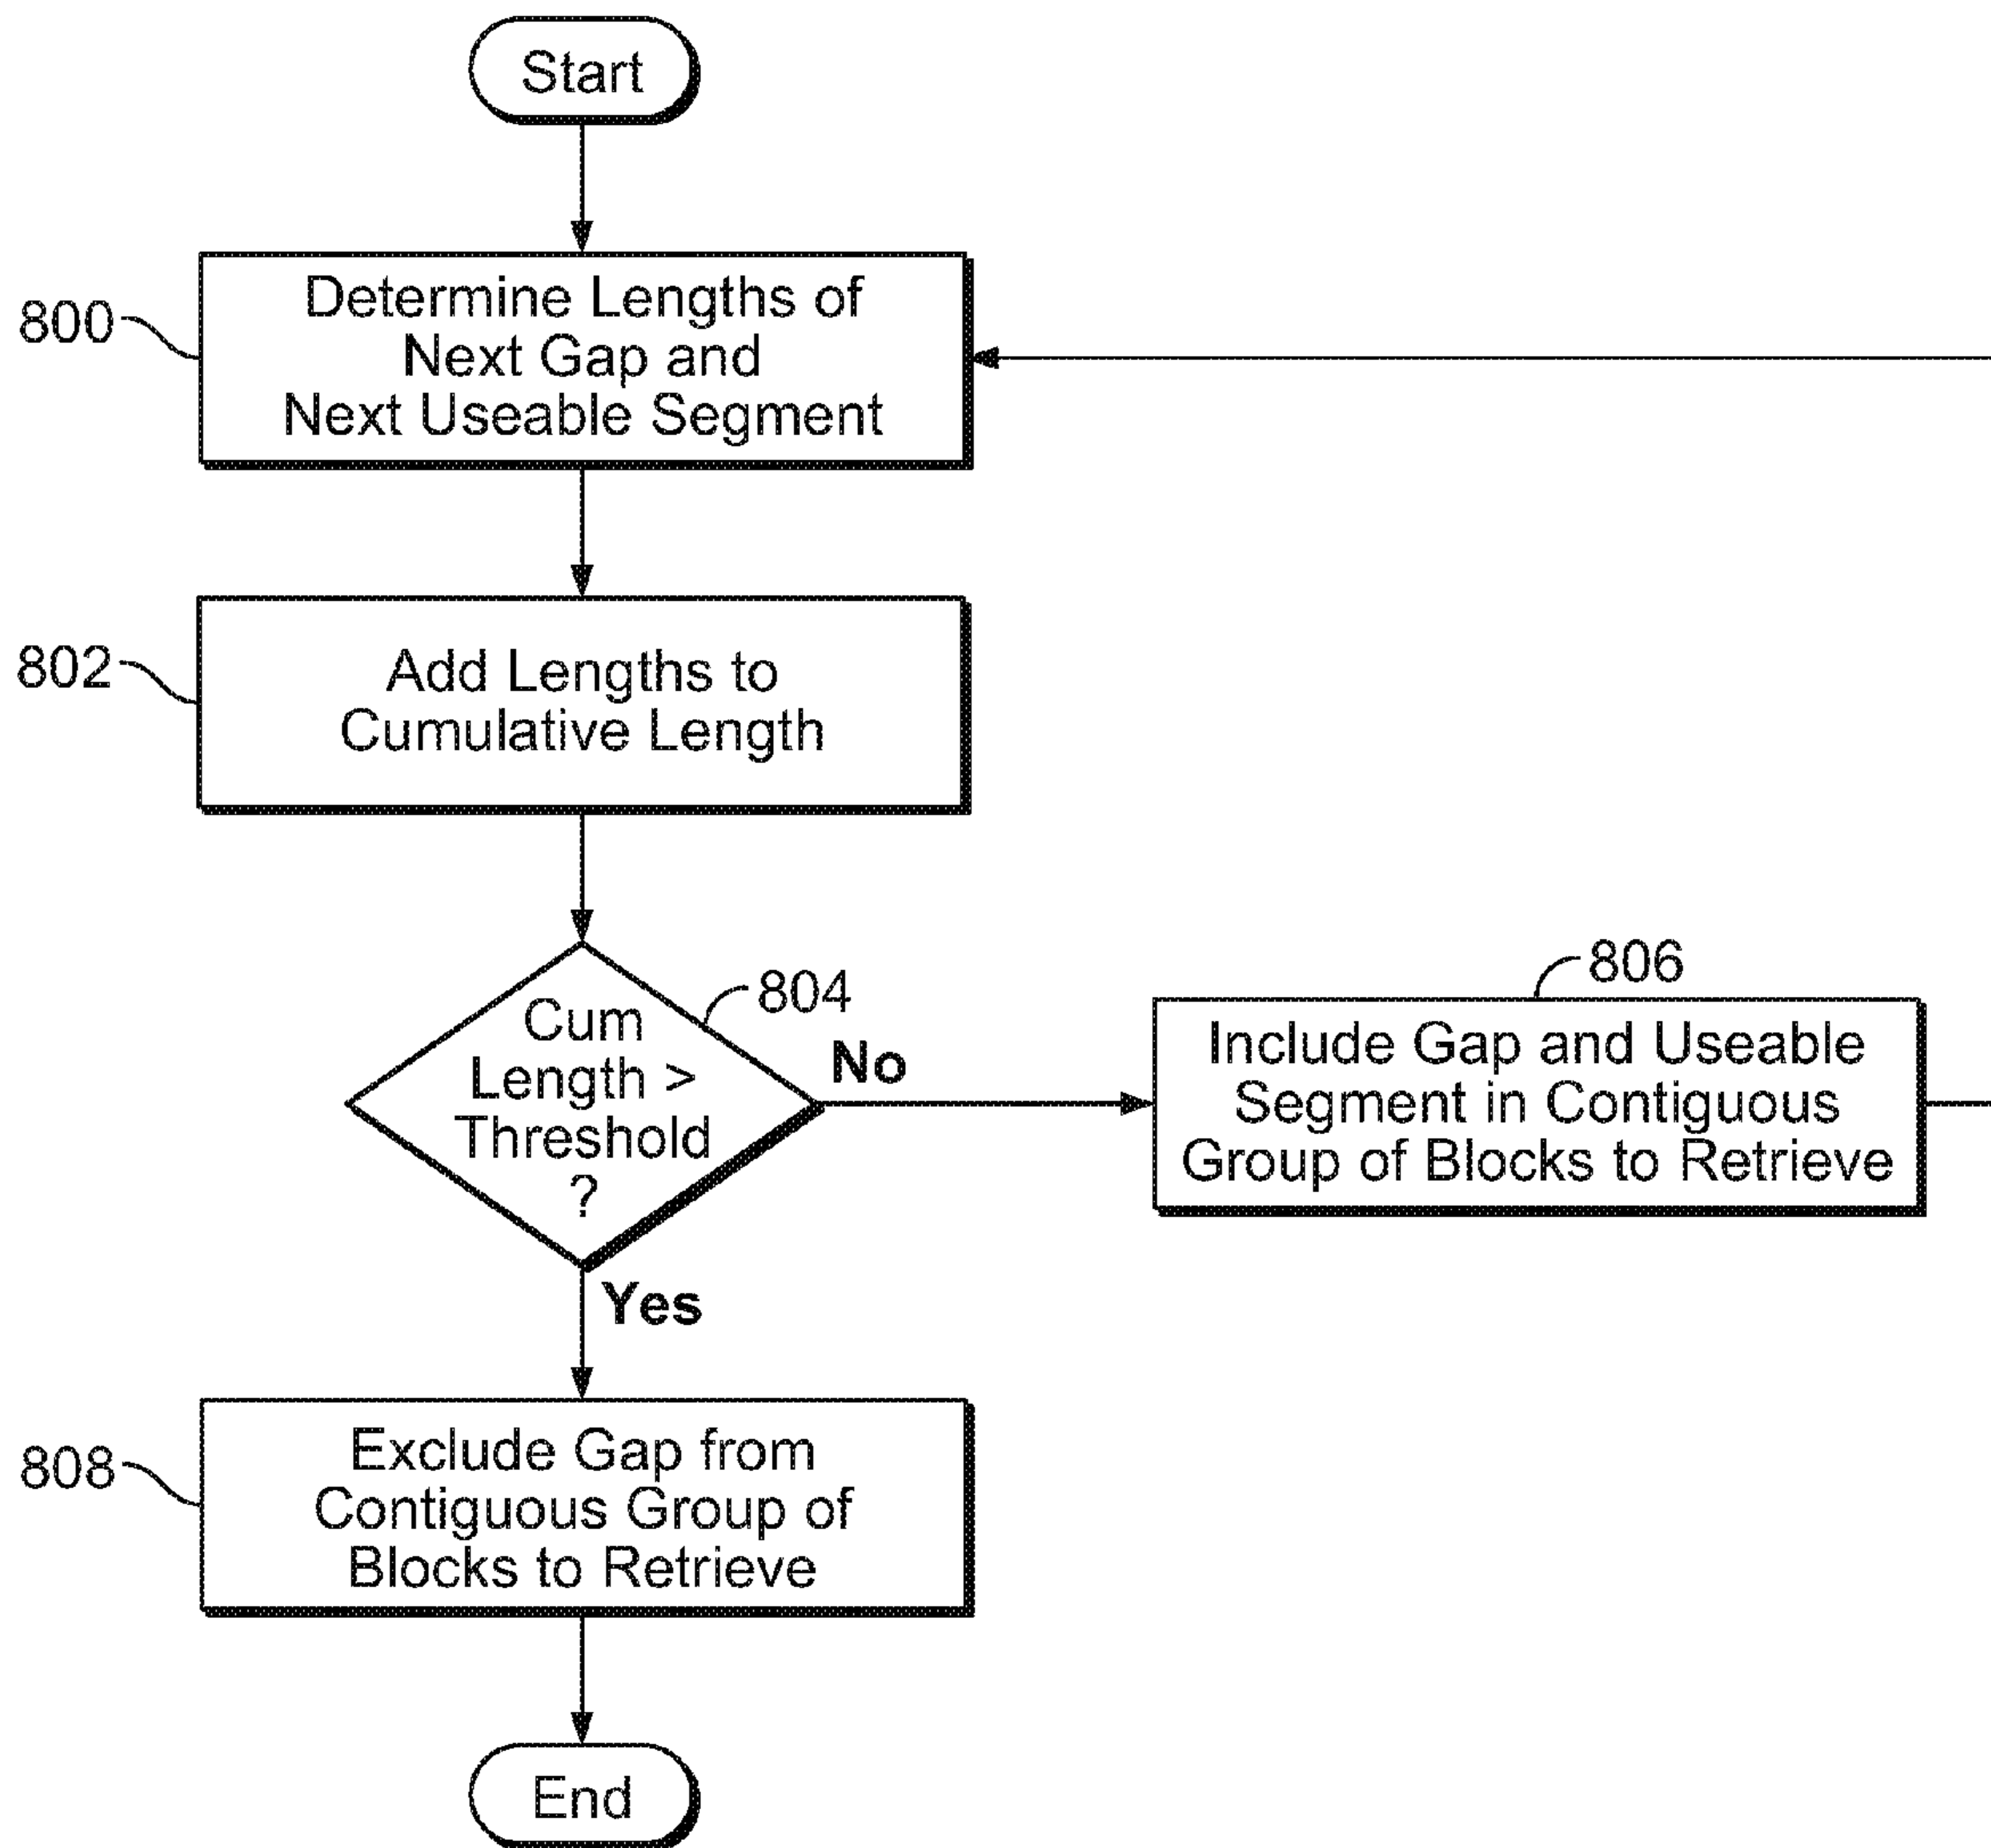 Start
800
Determine Lengths of
Next Gap and
Next Useable Segment
802
Add Lengths to
Cumulative Length
804
Cum
Length >
Threshold
?
No
806
Include Gap and Useable
Segment in Contiguous
Group of Blocks to Retrieve
Yes
808
Exclude Gap from
Contiguous Group of
Blocks to Retrieve
End